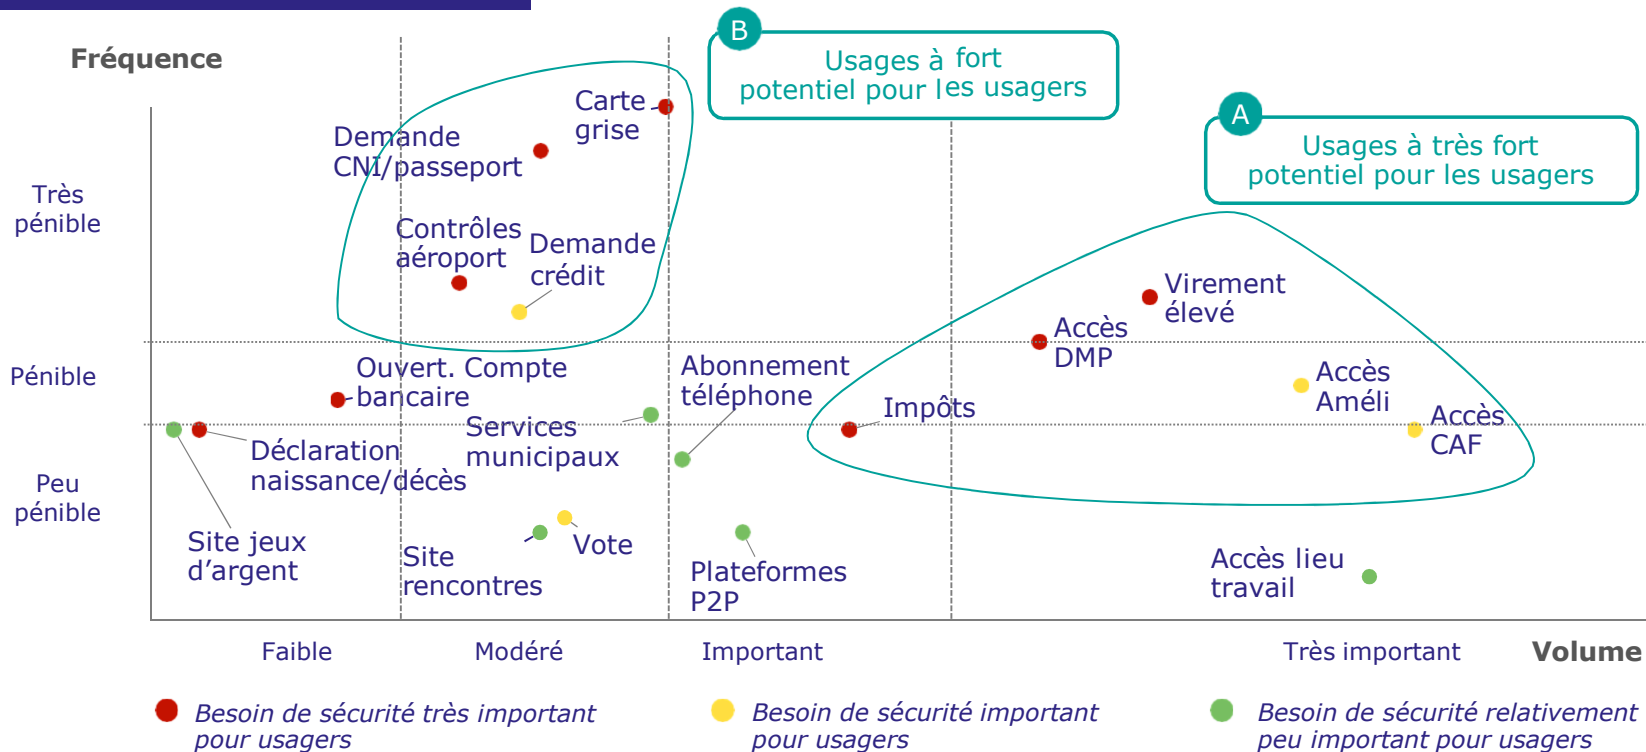 Fréquence
B
Usages à fort
potentiel pour les usagers
A
Usages à très fort
potentiel pour les usagers
Carte
grise
Demande
CNI/passeport
Très
pénible
Contrôles
aéroport
Demande
crédit
Virement
élevé
Accès
DMP
Pénible
Ouvert. Compte
bancaire
Abonnement
téléphone
Accès
Améli
Impôts
Accès
CAF
Services
municipaux
Déclaration
naissance/décès
Peu
pénible
Site jeux
d’argent
Site
rencontres
Vote
Plateformes
P2P
Accès lieu
travail
Faible
Modéré
Important
Très important
Volume
Besoin de sécurité très important
pour usagers
Besoin de sécurité important
pour usagers
Besoin de sécurité relativement
peu important pour usagers